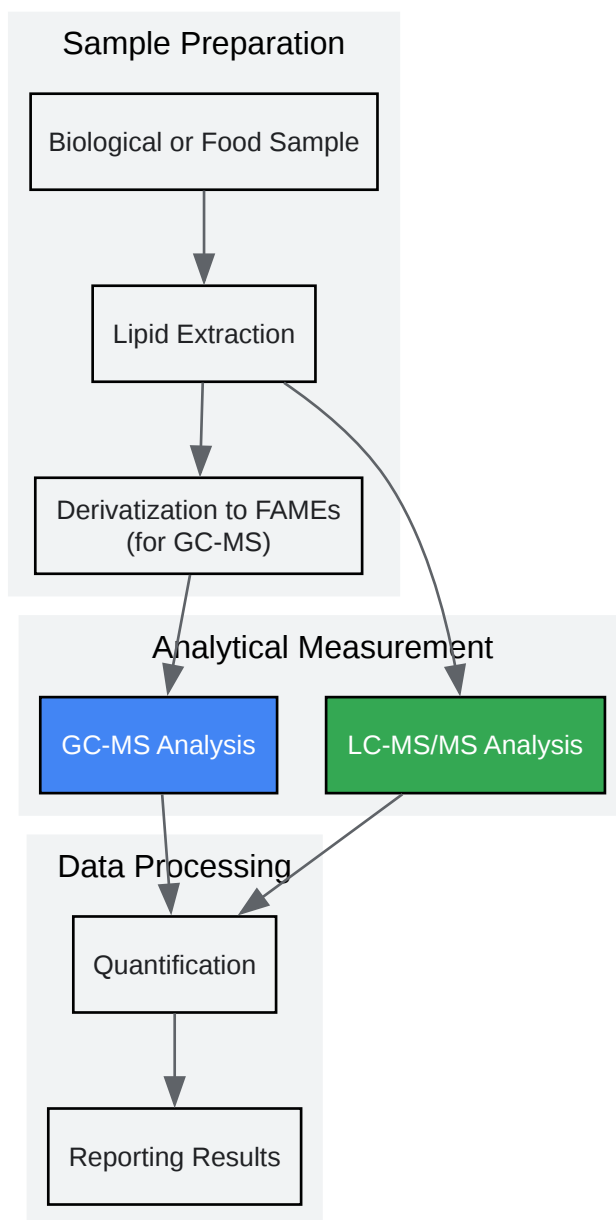 Sample Preparation
Biological or Food Sample
Lipid Extraction
Derivatization to FAMEs
(for GC-MS)
Analytical Measurement
GC-MS Analysis
LC-MS/MS Analysis
Data Processing
Quantification
Reporting Results